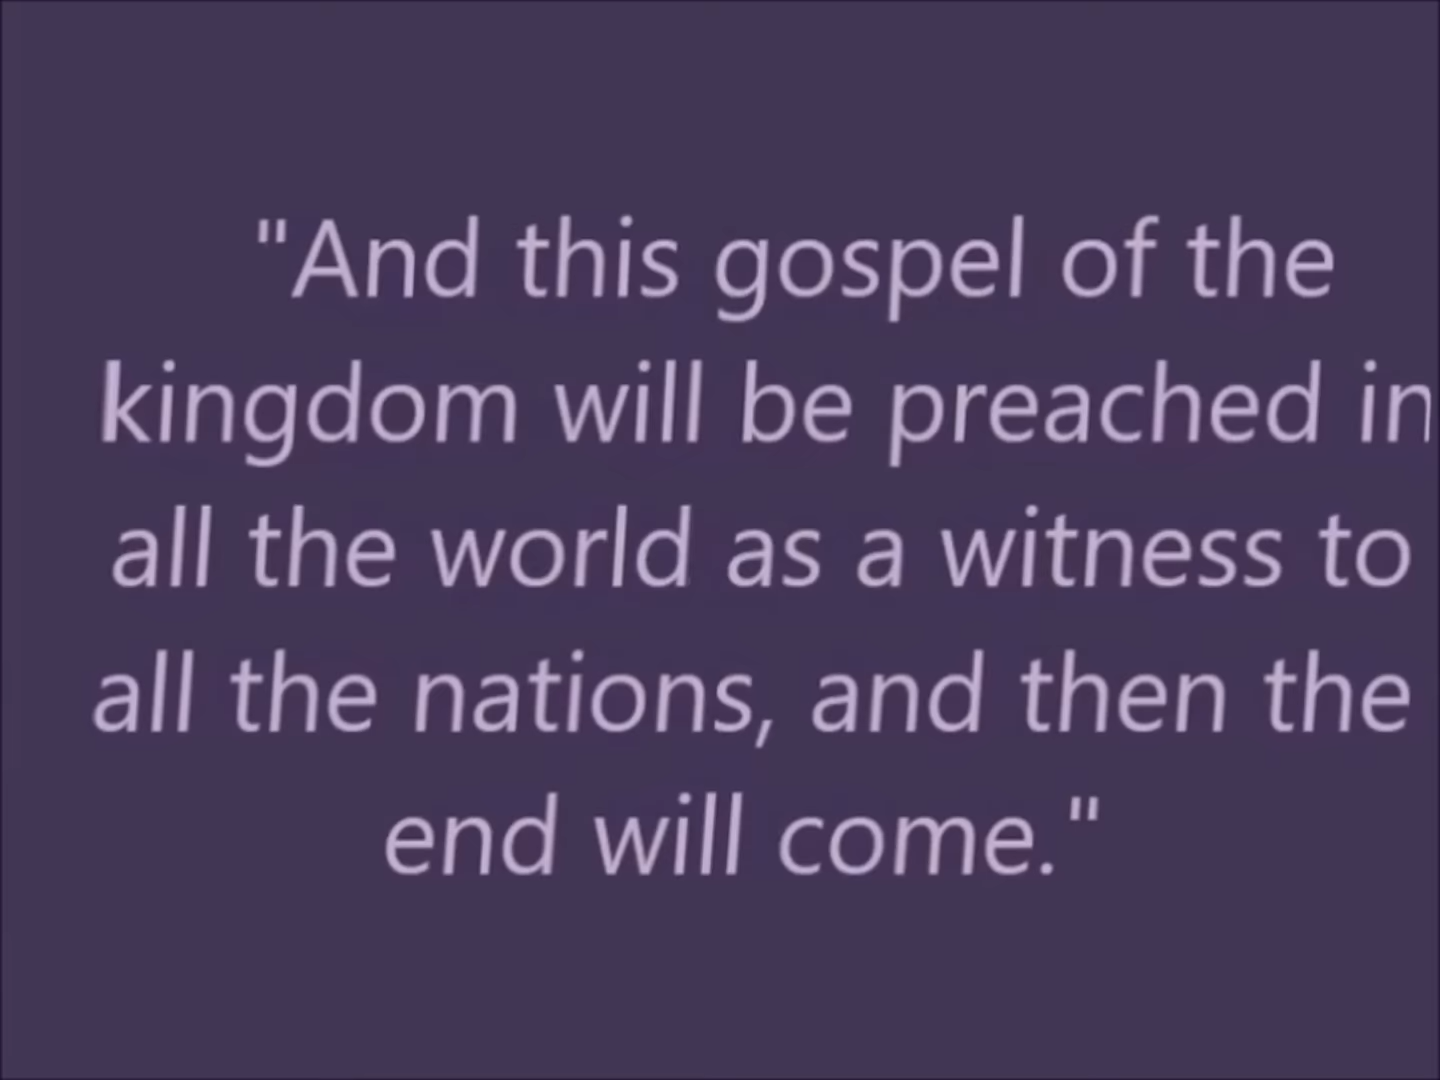 "And this gospel of the
kingdom will be preached in
all the world as a witness to
all the nations, and then the
end will come."